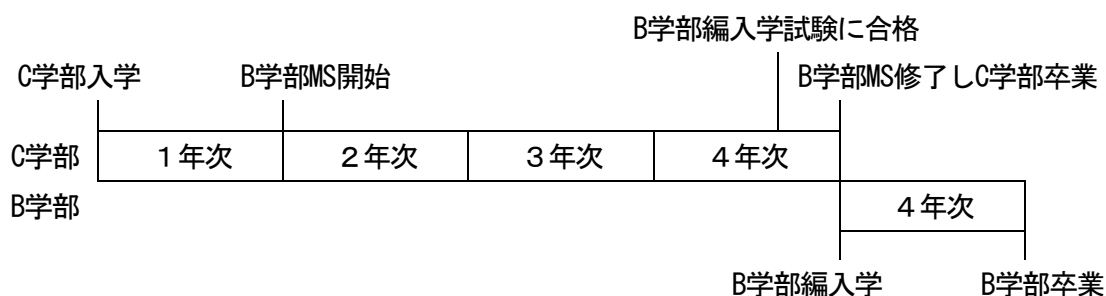 B学部編入学試験に合格
C学部入学 B学部MS開始 B学部MS修了しC学部卒業
C学部 1年次 2年次 3年次 4年次
B学部 4年次
B学部編入学 B学部卒業